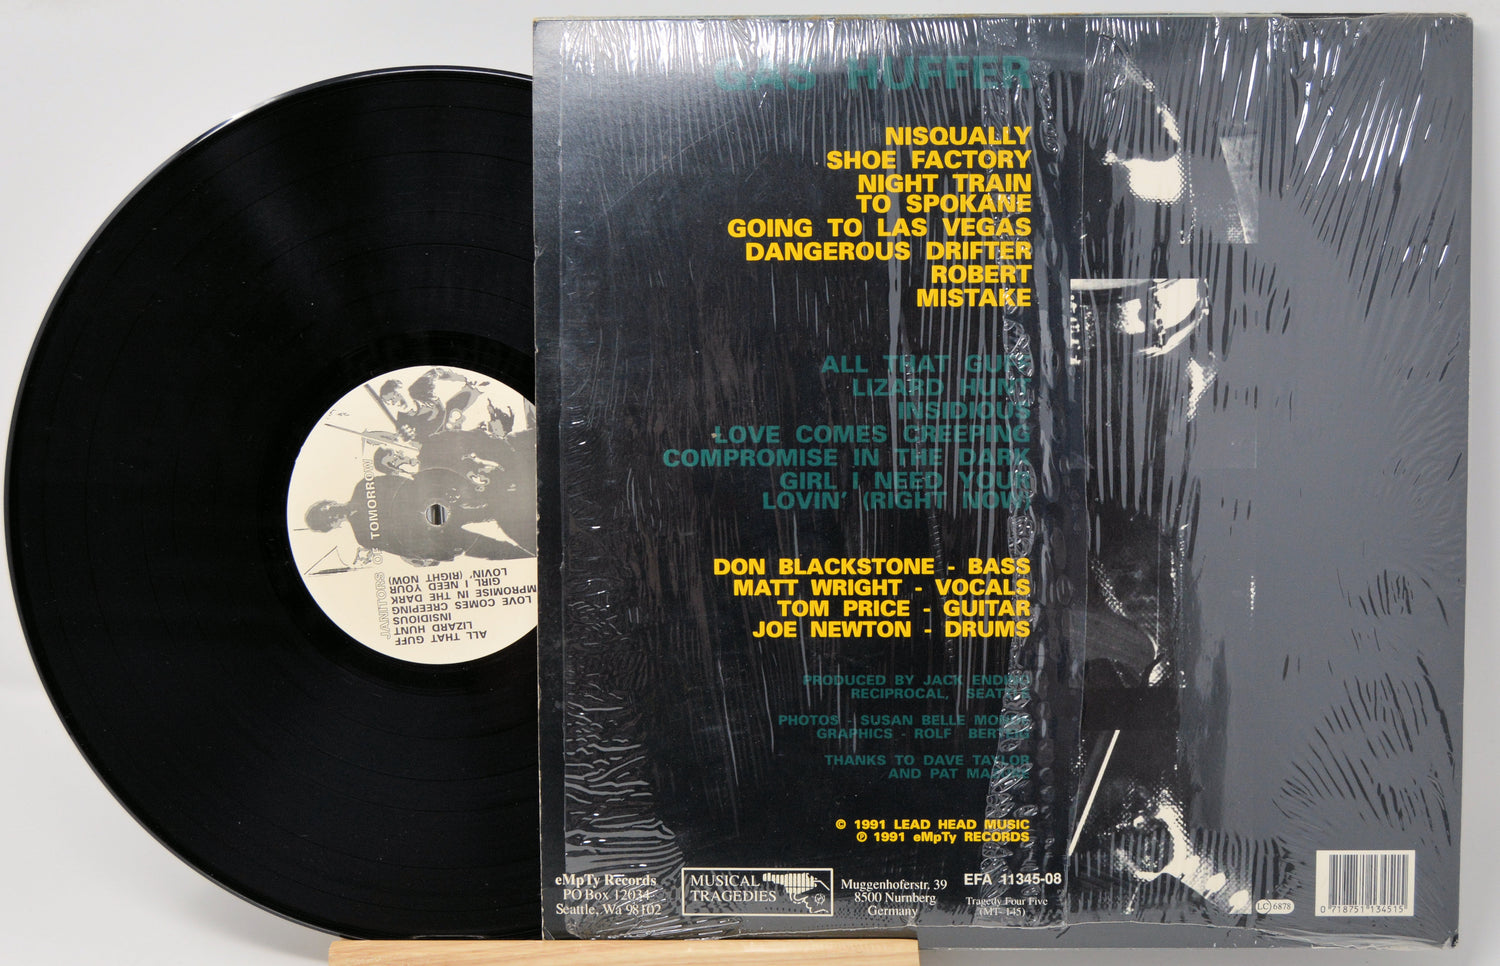 GAS HUFFER
NISQUALLY
SHOE FACTORY
NIGHT TRAIN
TO SPOKANE
GOING TO LAS VEGAS
DANGEROUS DRIFTER
ROBERT
MISTAKE
ALL THAT GUFF
LIZARD HUNT
INSIDIOUS
LOVE COMES CREEPING
COMPROMISE IN THE DARK
GIRL I NEED YOUR
LOVIN' (RIGHT NOW)
DON BLACKSTONE - BASS
MATT WRIGHT - VOCALS
TOM PRICE - GUITAR
JOE NEWTON - DRUMS
PRODUCED BY JACK ENDINO
RECIPROCAL, SEATTLE
PHOTOS - SUSAN BELLE
GRAPHICS - ROLF
THANKS TO DAVE TAYLOR
AND PAT
© 1991 LEAD HEAD MUSIC
℗ 1991 eMpTy RECORDS
eMpTy Records
PO Box 12034
Seattle, Wa 98102
MUSICAL
TRAGEDIES
Muggenhoferstr. 39
8500 Nurnberg
Germany
EFA 11345-08
Tragedy Four Five
(MT-145)
LC 6878
0 718751 134515
JANITORS OF TOMORROW
ALL THAT GUFF
LIZARD HUNT
INSIDIOUS
LOVE COMES CREEPING
MPROMISE IN THE DARK
GIRL I NEED YOUR
LOVIN' (RIGHT NOW)